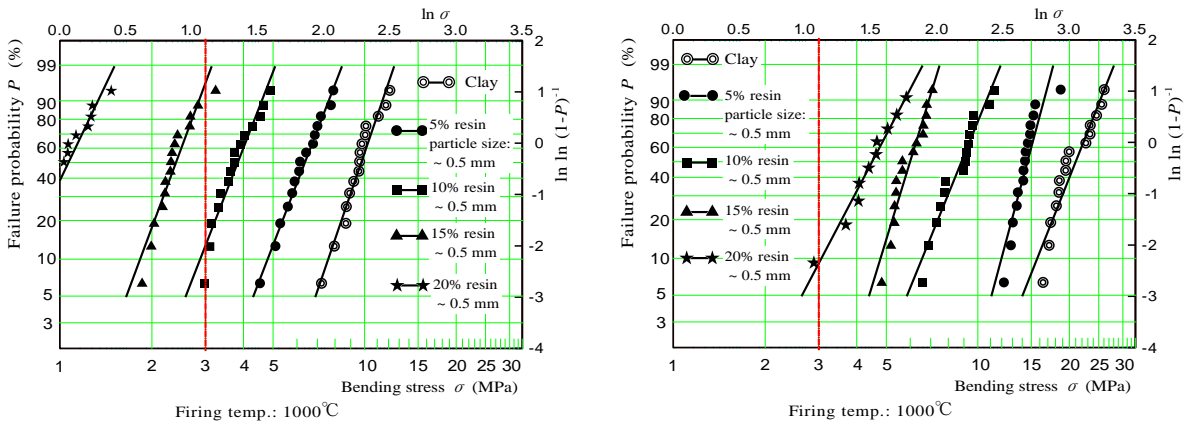 ln σ
0.0 0.5 1.0 1.5 2.0 2.5 3.0 3.5
Failure probability P (%)
99
90
80
60
40
20
10
5
3
2
1
0
-1
-2
-3
-4
ln ln (1-P)⁻¹
Clay
5% resin
particle size:
~ 0.5 mm
10% resin
~ 0.5 mm
15% resin
~ 0.5 mm
20% resin
~ 0.5 mm
1 2 3 4 5 10 15 20 25 30
Bending stress σ (MPa)
Firing temp.: 1000℃
ln σ
0.0 0.5 1.0 1.5 2.0 2.5 3.0 3.5
Failure probability P (%)
99
90
80
60
40
20
10
5
3
2
1
0
-1
-2
-3
-4
ln ln (1-P)⁻¹
Clay
5% resin
particle size:
~ 0.5 mm
10% resin
~ 0.5 mm
15% resin
~ 0.5 mm
20% resin
~ 0.5 mm
1 2 3 4 5 10 15 20 25 30
Bending stress σ (MPa)
Firing temp.: 1000℃